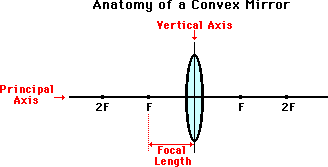 Anatomy of a Convex Mirror
Vertical Axis
Principal
Axis
2F
F
F
2F
Focal
Length